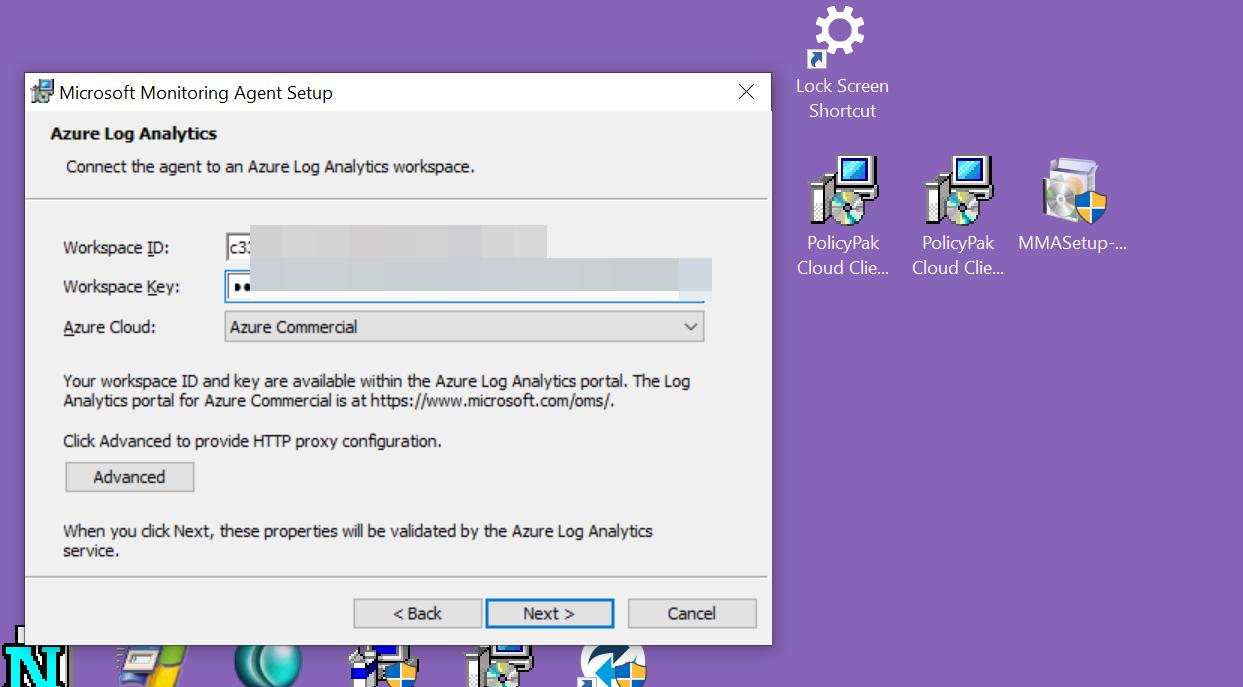 Microsoft Monitoring Agent Setup
Azure Log Analytics
Connect the agent to an Azure Log Analytics workspace.
Workspace ID:
c33
Workspace Key:
Azure Cloud:
Azure Commercial
Your workspace ID and key are available within the Azure Log Analytics portal. The Log
Analytics portal for Azure Commercial is at https://www.microsoft.com/oms/.
Click Advanced to provide HTTP proxy configuration.
Advanced
When you click Next, these properties will be validated by the Azure Log Analytics
service.
< Back
Next >
Cancel
Lock Screen
Shortcut
PolicyPak
Cloud Clie...
PolicyPak
Cloud Clie...
MMASetup-...
N